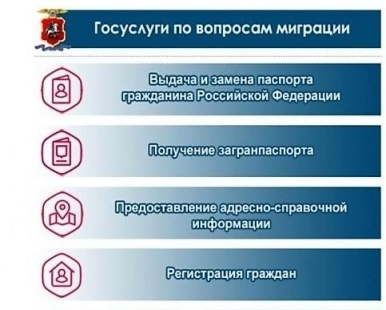 Госуслуги по вопросам миграции
Выдача и замена паспорта
гражданина Российской Федерации
Получение загранпаспорта
Предоставление адресно-справочной
информации
Регистрация граждан